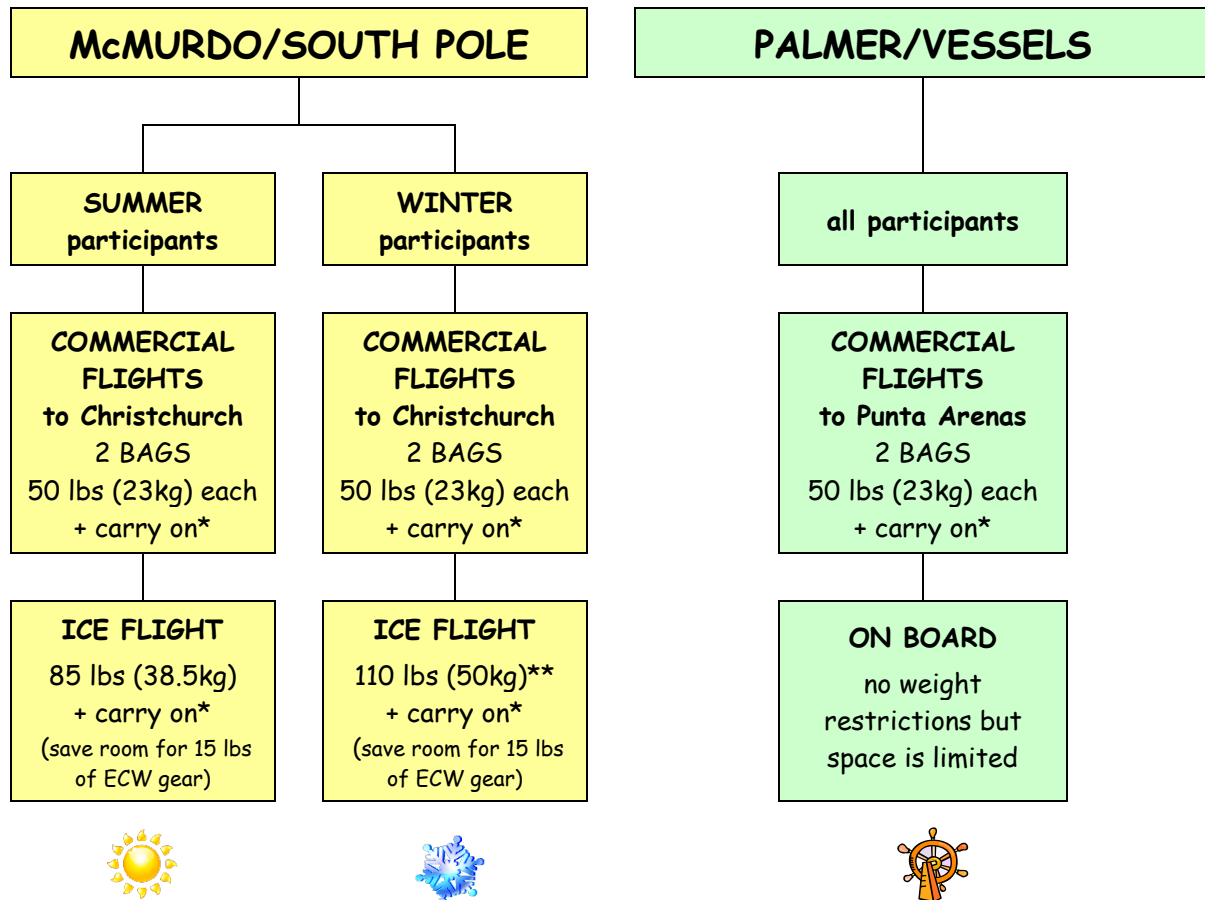 McMURDO/SOUTH POLE
PALMER/VESSELS
SUMMER
participants
WINTER
participants
all participants
COMMERCIAL
FLIGHTS
to Christchurch
2 BAGS
50 lbs (23kg) each
+ carry on*
COMMERCIAL
FLIGHTS
to Christchurch
2 BAGS
50 lbs (23kg) each
+ carry on*
COMMERCIAL
FLIGHTS
to Punta Arenas
2 BAGS
50 lbs (23kg) each
+ carry on*
ICE FLIGHT
85 lbs (38.5kg)
+ carry on*
(save room for 15 lbs
of ECW gear)
ICE FLIGHT
110 lbs (50kg)**
+ carry on*
(save room for 15 lbs
of ECW gear)
ON BOARD
no weight
restrictions but
space is limited